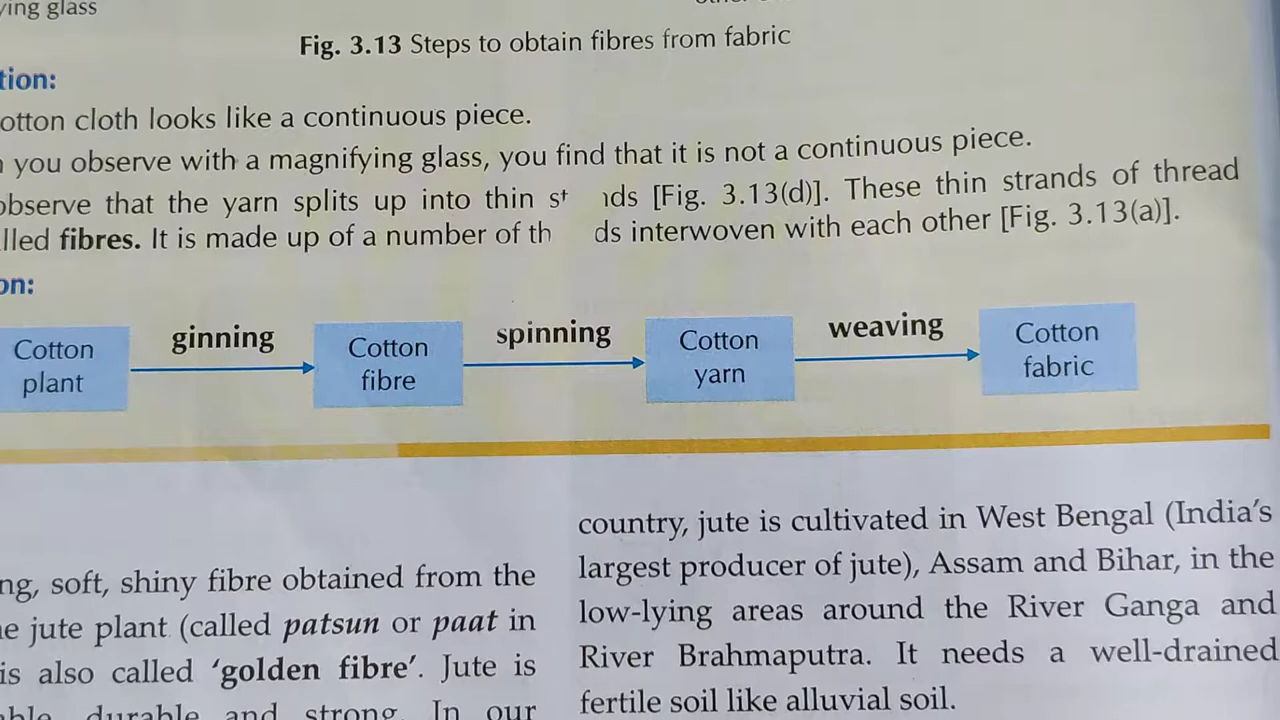 ying glass
Fig. 3.13 Steps to obtain fibres from fabric
tion:
otton cloth looks like a continuous piece.
you observe with a magnifying glass, you find that it is not a continuous piece.
observe that the yarn splits up into thin st nds [Fig. 3.13(d)]. These thin strands of thread
lled fibres. It is made up of a number of th ds interwoven with each other [Fig. 3.13(a)].
on:
Cotton plant
ginning
Cotton fibre
spinning
Cotton yarn
weaving
Cotton fabric
ng, soft, shiny fibre obtained from the
e jute plant (called patsun or paat in
is also called 'golden fibre'. Jute is
durable and strong. In our
country, jute is cultivated in West Bengal (India's
largest producer of jute), Assam and Bihar, in the
low-lying areas around the River Ganga and
River Brahmaputra. It needs a well-drained
fertile soil like alluvial soil.